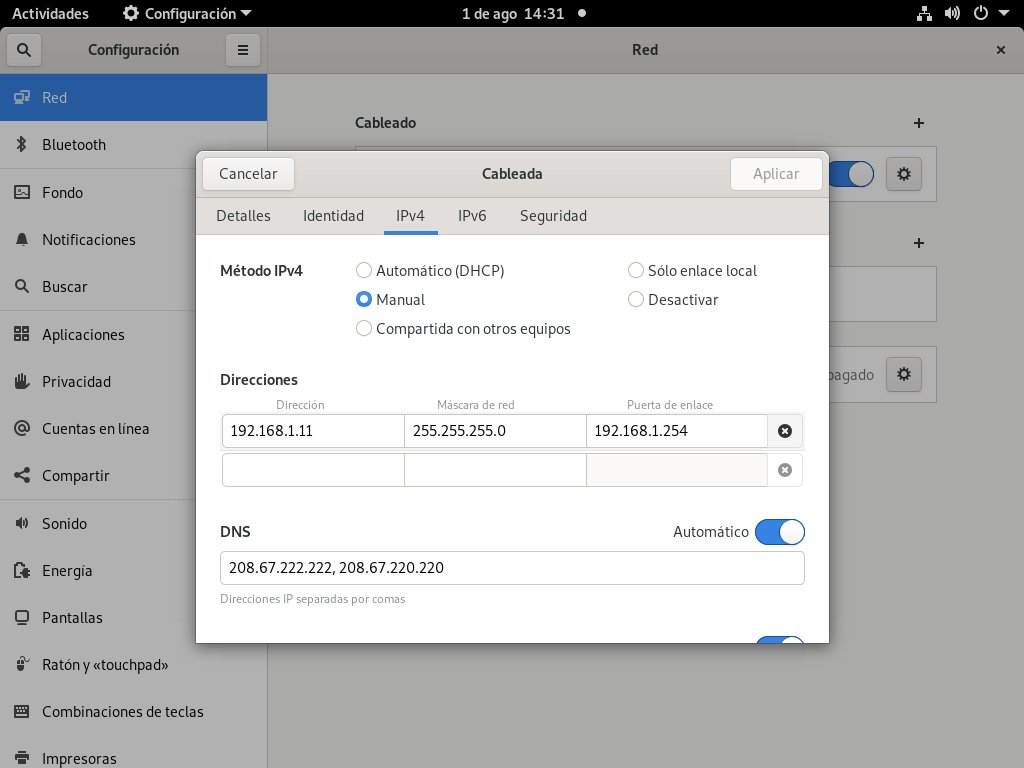 Actividades Configuración 1 de ago 14:31
Configuración Red
Red
Bluetooth
Fondo
Notificaciones
Buscar
Aplicaciones
Privacidad
Cuentas en línea
Compartir
Sonido
Energía
Pantallas
Ratón y «touchpad»
Combinaciones de teclas
Impresoras
Cableado
Cancelar Cableada Aplicar
Detalles Identidad IPv4 IPv6 Seguridad
Método IPv4 Automático (DHCP) Sólo enlace local
Manual Desactivar
Compartida con otros equipos
Direcciones
Dirección Máscara de red Puerta de enlace
192.168.1.11 255.255.255.0 192.168.1.254
DNS Automático
208.67.222.222, 208.67.220.220
Direcciones IP separadas por comas